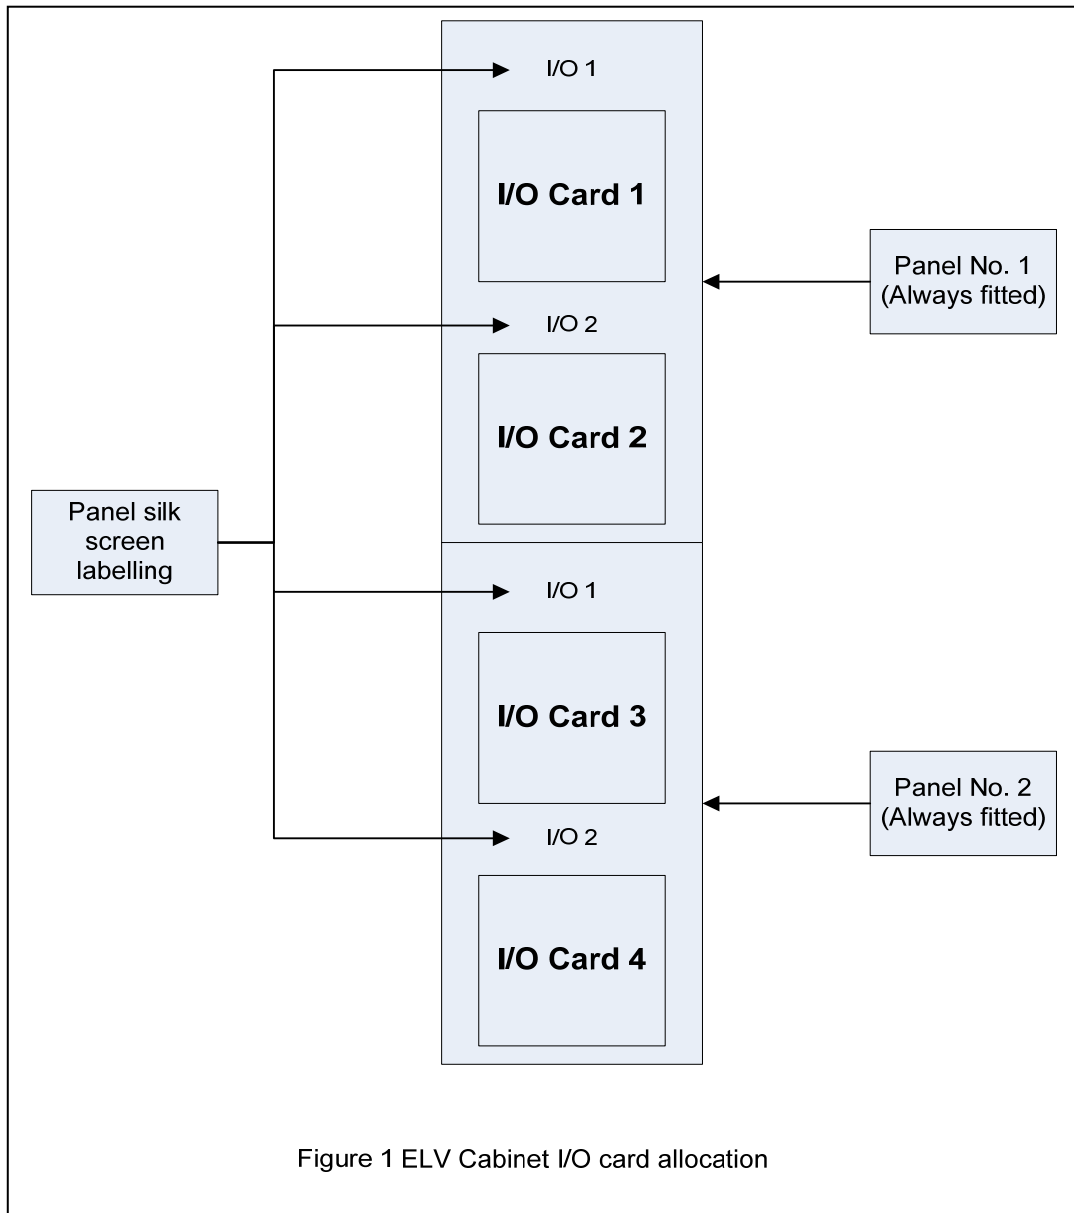 I/O 1
I/O Card 1
Panel No. 1
(Always fitted)
I/O 2
I/O Card 2
Panel silk
screen
labelling
I/O 1
I/O Card 3
Panel No. 2
(Always fitted)
I/O 2
I/O Card 4
Figure 1 ELV Cabinet I/O card allocation